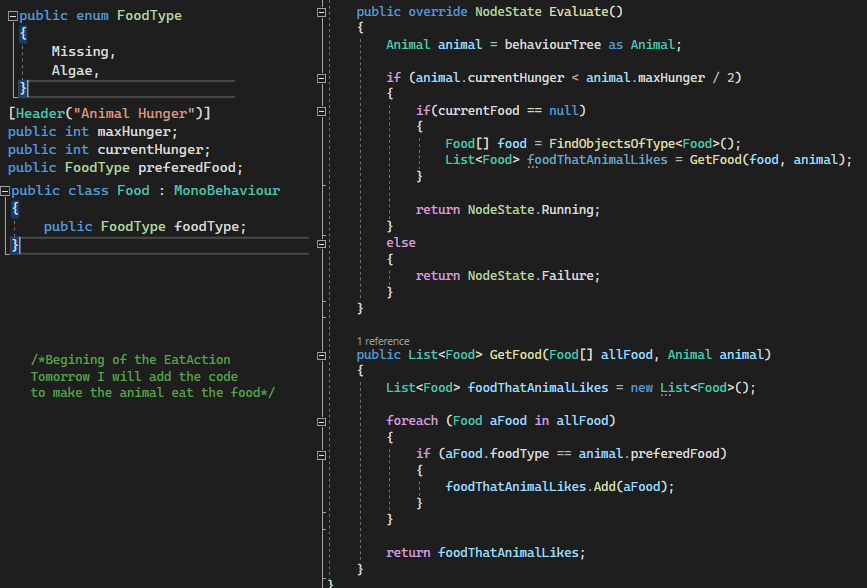 public enum FoodType
{
Missing,
Algae,
}
[Header("Animal Hunger")]
public int maxHunger;
public int currentHunger;
public FoodType preferedFood;
public class Food : MonoBehaviour
{
public FoodType foodType;
}
/*Begining of the EatAction
Tomorrow I will add the code
to make the animal eat the food*/
public override NodeState Evaluate()
{
Animal animal = behaviourTree as Animal;
if (animal.currentHunger < animal.maxHunger / 2)
{
if(currentFood == null)
{
Food[] food = FindObjectsOfType<Food>();
List<Food> foodThatAnimalLikes = GetFood(food, animal);
}
return NodeState.Running;
}
else
{
return NodeState.Failure;
}
}
1 reference
public List<Food> GetFood(Food[] allFood, Animal animal)
{
List<Food> foodThatAnimalLikes = new List<Food>();
foreach (Food aFood in allFood)
{
if (aFood.foodType == animal.preferedFood)
{
foodThatAnimalLikes.Add(aFood);
}
}
return foodThatAnimalLikes;
}
}